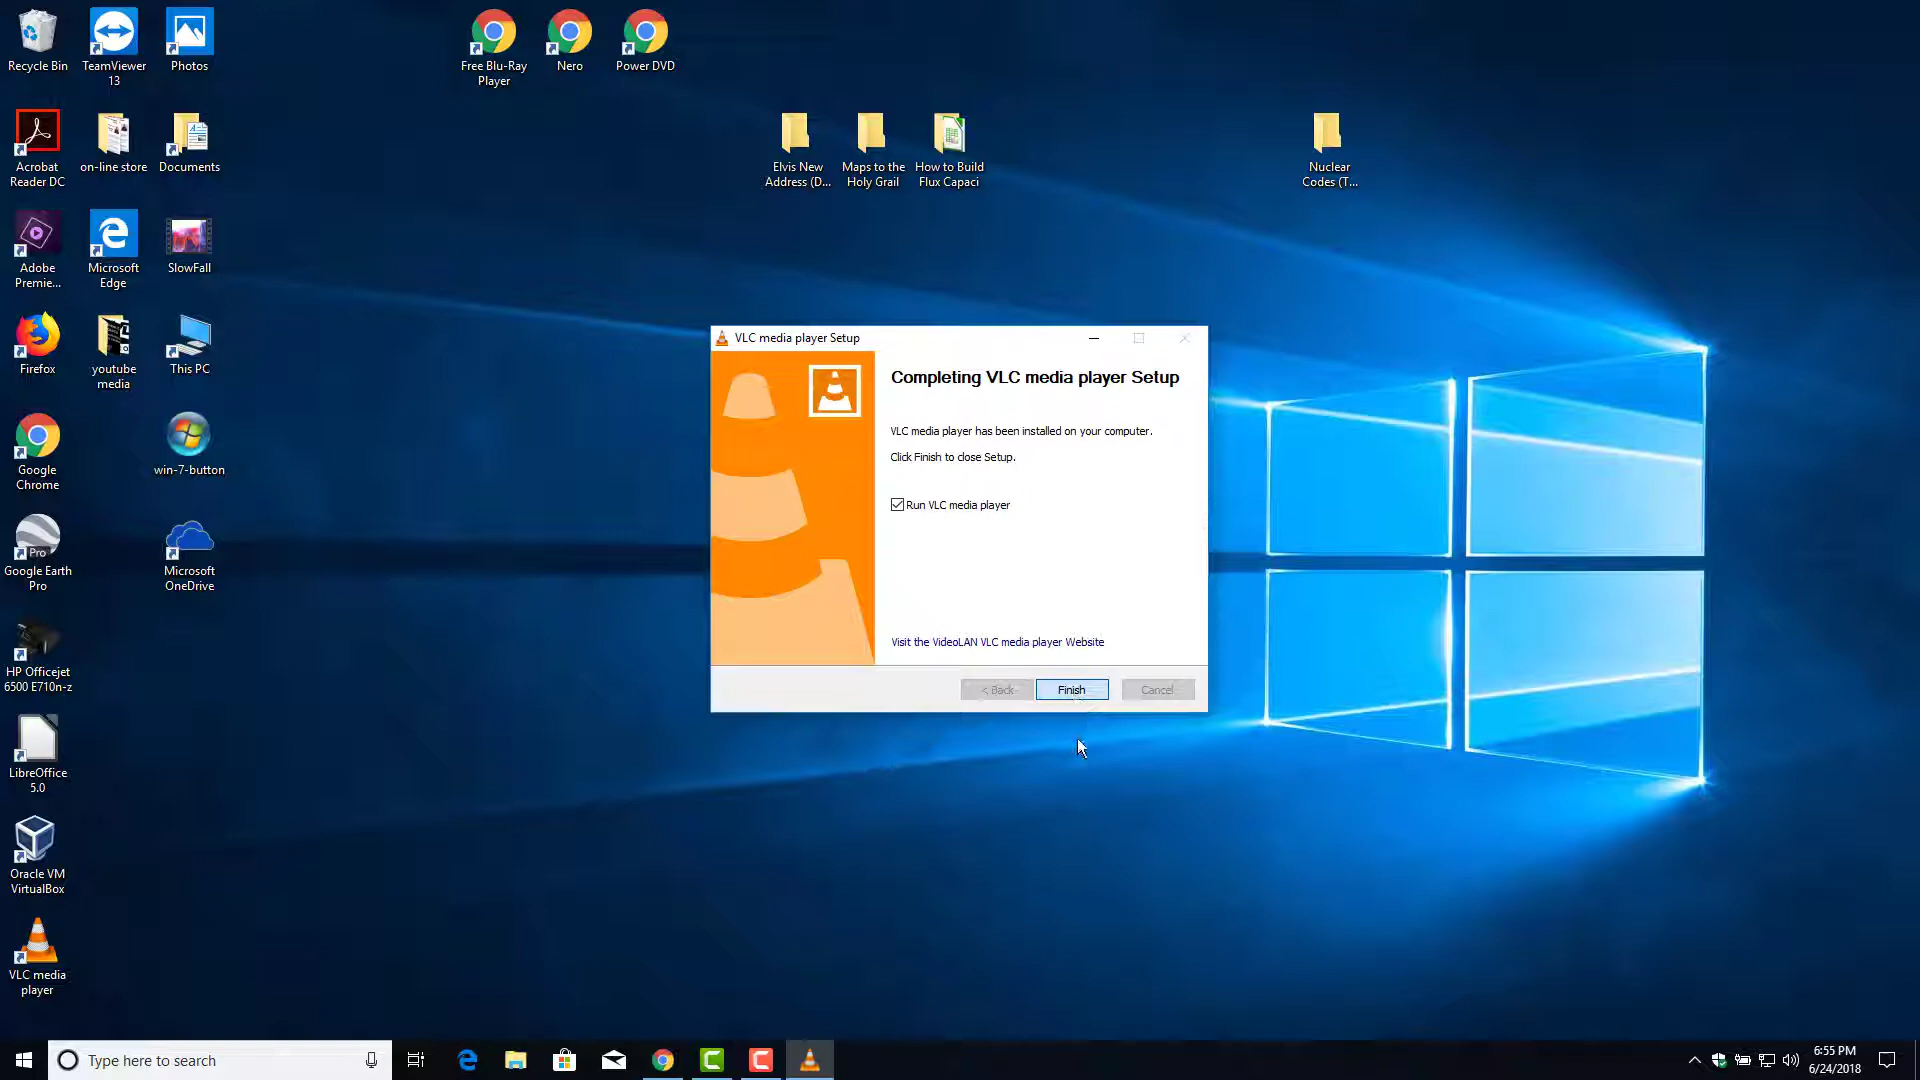 Recycle Bin
TeamViewer
13
Photos
Free Blu-Ray
Player
Nero
Power DVD
Acrobat
Reader DC
on-line store
Documents
Elvis New
Address (D...
Maps to the
Holy Grail
How to Build
Flux Capaci
Nuclear
Codes (T...
Adobe
Premie...
Microsoft
Edge
SlowFall
Firefox
youtube
media
This PC
Google
Chrome
win-7-button
Pro
Google Earth
Pro
Microsoft
OneDrive
HP Officejet
6500 E710n-z
LibreOffice
5.0
Oracle VM
VirtualBox
VLC media
player
VLC media player Setup
Completing VLC media player Setup
VLC media player has been installed on your computer.
Click Finish to close Setup.
Run VLC media player
Visit the VideoLAN VLC media player Website
< Back
Finish
Cancel
Type here to search
6:55 PM
6/24/2018